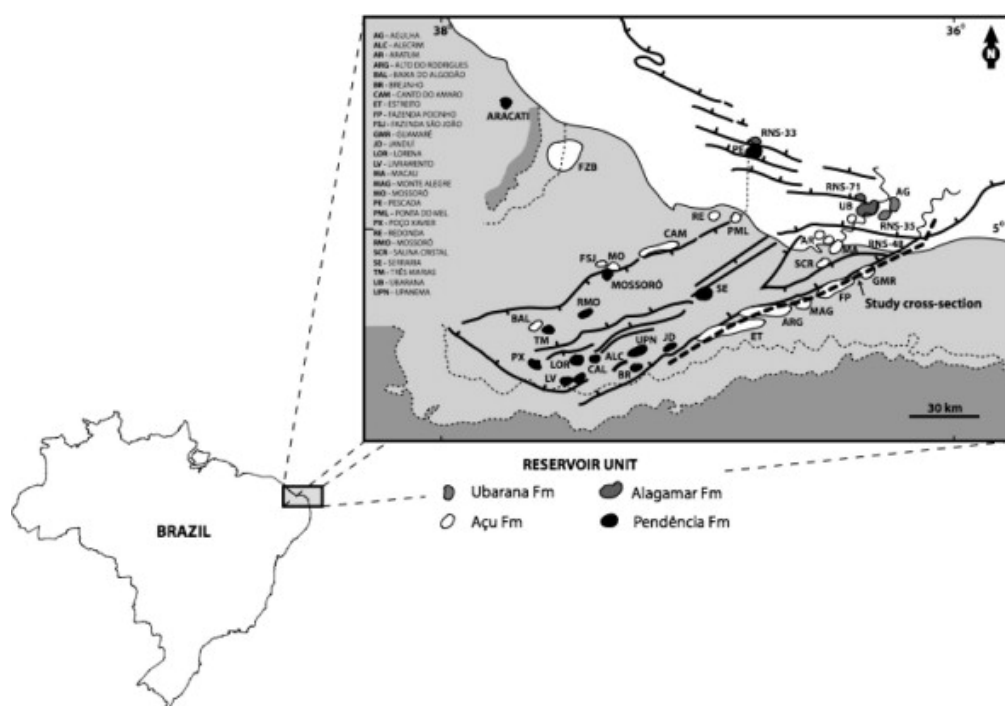 38°
36°
N
AG - AGULHA
ALC - ALECRIM
AR - ARATUM
ARG - ALTO DO RODRIGUES
BAL - BAIXA DO ALGODÃO
BR - BREJINHO
CAM - CANTO DO AMARO
ET - ESTREITO
FP - FAZENDA POCINHO
FSJ - FAZENDA SÃO JOÃO
GMR - GUAMARÉ
JD - JANDUÍ
LOR - LORENA
LV - LIVRAMENTO
MA - MACAU
MAG - MONTE ALEGRE
MO - MOSSORÓ
PE - PESCADA
PML - PONTA DO MEL
PX - POÇO XAVIER
RE - REDONDA
RMO - MOSSORÓ
SCR - SALINA CRISTAL
SE - SERRARIA
TM - TRÊS MARIAS
UB - UBARANA
UPN - UPANEMA
ARACATI
FZB
RNS-33
PE
RNS-71
AG
UB
RNS-35
5°
RE
PML
AR
MA
RNS-48
CAM
FSJ
MO
SCR
MOSSORÓ
GMR
SE
FP
Study cross-section
RMO
MAG
BAL
ARG
TM
ET
UPN
JD
PX
LOR
ALC
CAL
BR
LV
30 km
RESERVOIR UNIT
Ubarana Fm
Alagamar Fm
Açu Fm
Pendência Fm
BRAZIL